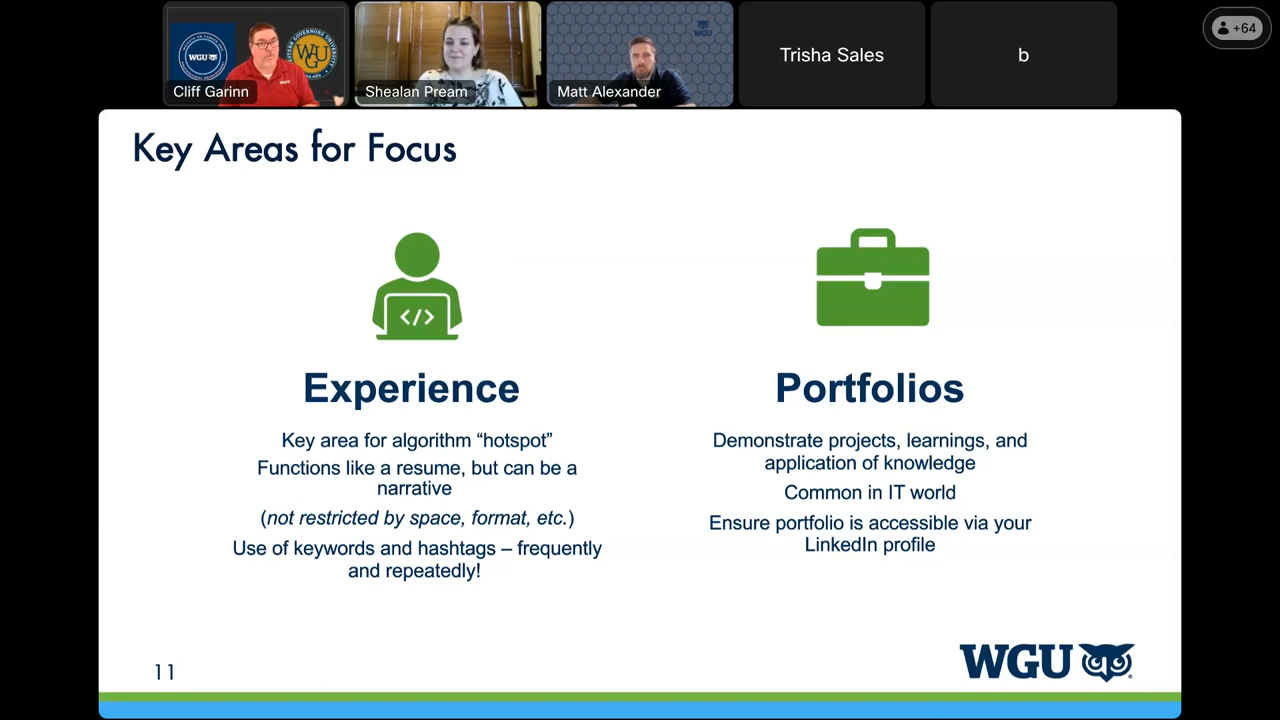 WGU
WGU
WGU
+64
Cliff Garinn
Shealan Pream
Matt Alexander
Trisha Sales
b
Key Areas for Focus
</>
Experience
Key area for algorithm “hotspot”
Functions like a resume, but can be a
narrative
(not restricted by space, format, etc.)
Use of keywords and hashtags – frequently
and repeatedly!
Portfolios
Demonstrate projects, learnings, and
application of knowledge
Common in IT world
Ensure portfolio is accessible via your
LinkedIn profile
11
WGU